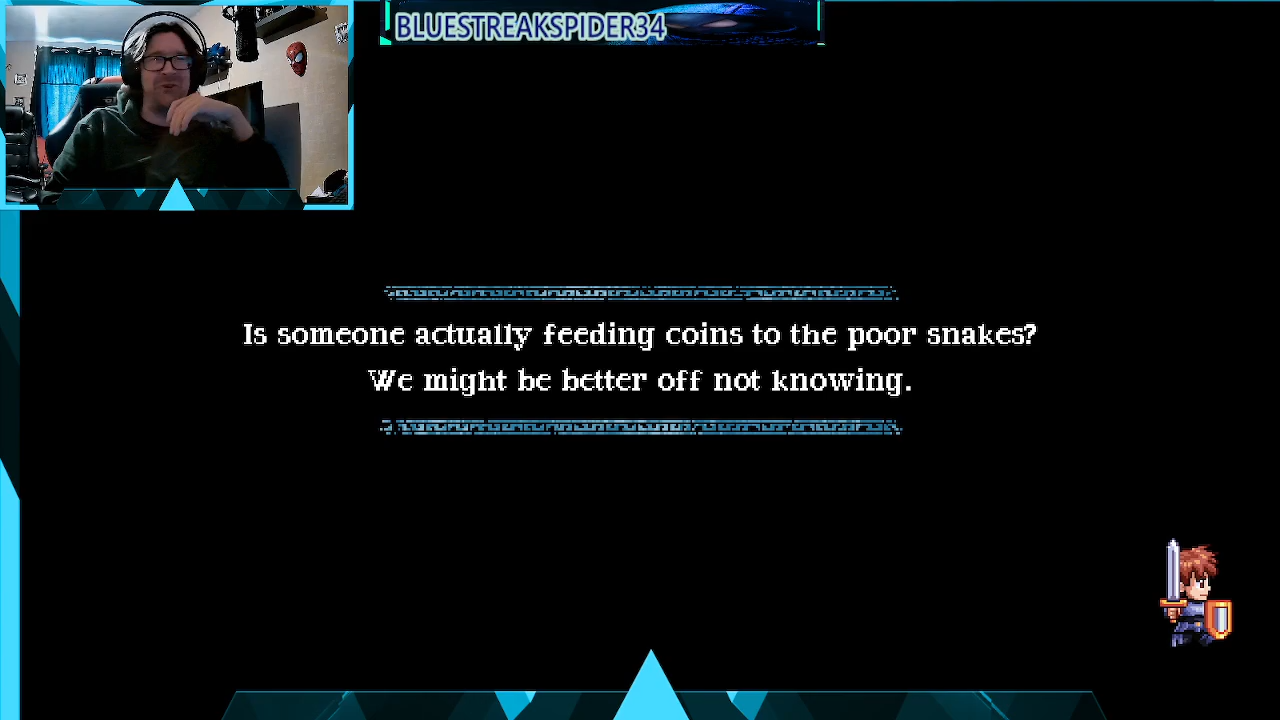 BLUESTREAKSPIDER34
Is someone actually feeding coins to the poor snakes?
We might be better off not knowing.